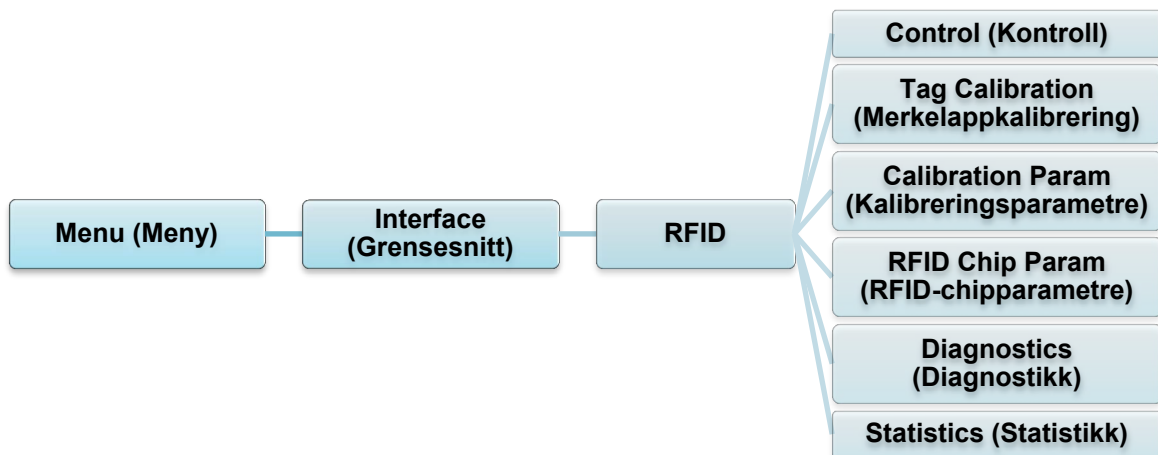 Menu (Meny)
Interface
(Grensesnitt)
RFID
Control (Kontroll)
Tag Calibration
(Merkelappkalibrering)
Calibration Param
(Kalibreringsparametre)
RFID Chip Param
(RFID-chipparametre)
Diagnostics
(Diagnostikk)
Statistics (Statistikk)